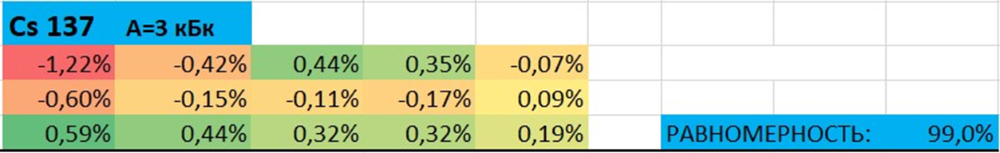 Cs 137 А=3 кБк
-1,22% -0,42% 0,44% 0,35% -0,07%
-0,60% -0,15% -0,11% -0,17% 0,09%
0,59% 0,44% 0,32% 0,32% 0,19% РАВНОМЕРНОСТЬ: 99,0%